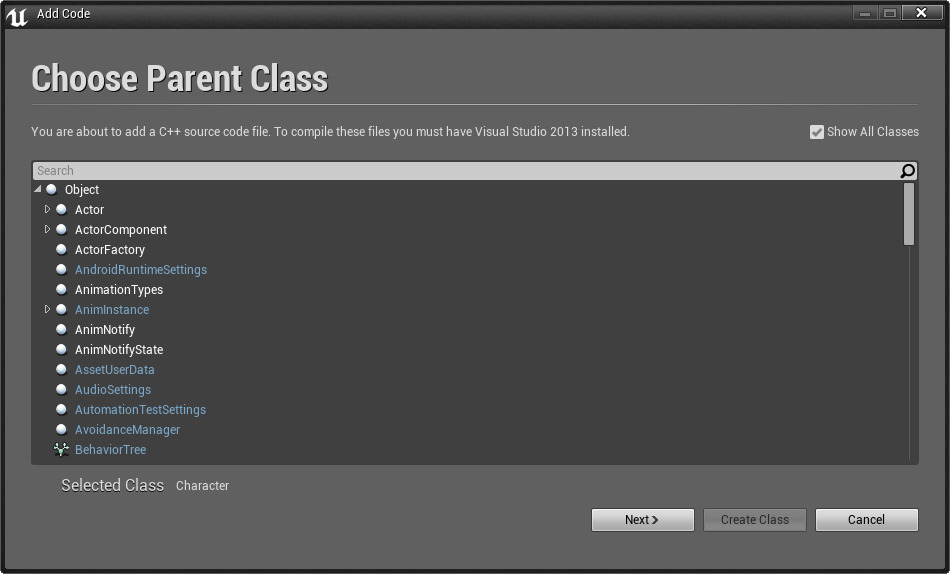 Add Code
Choose Parent Class
You are about to add a C++ source code file. To compile these files you must have Visual Studio 2013 installed.
Show All Classes
Search
Object
Actor
ActorComponent
ActorFactory
AndroidRuntimeSettings
AnimationTypes
AnimInstance
AnimNotify
AnimNotifyState
AssetUserData
AudioSettings
AutomationTestSettings
AvoidanceManager
BehaviorTree
Selected Class Character
Next
Create Class
Cancel